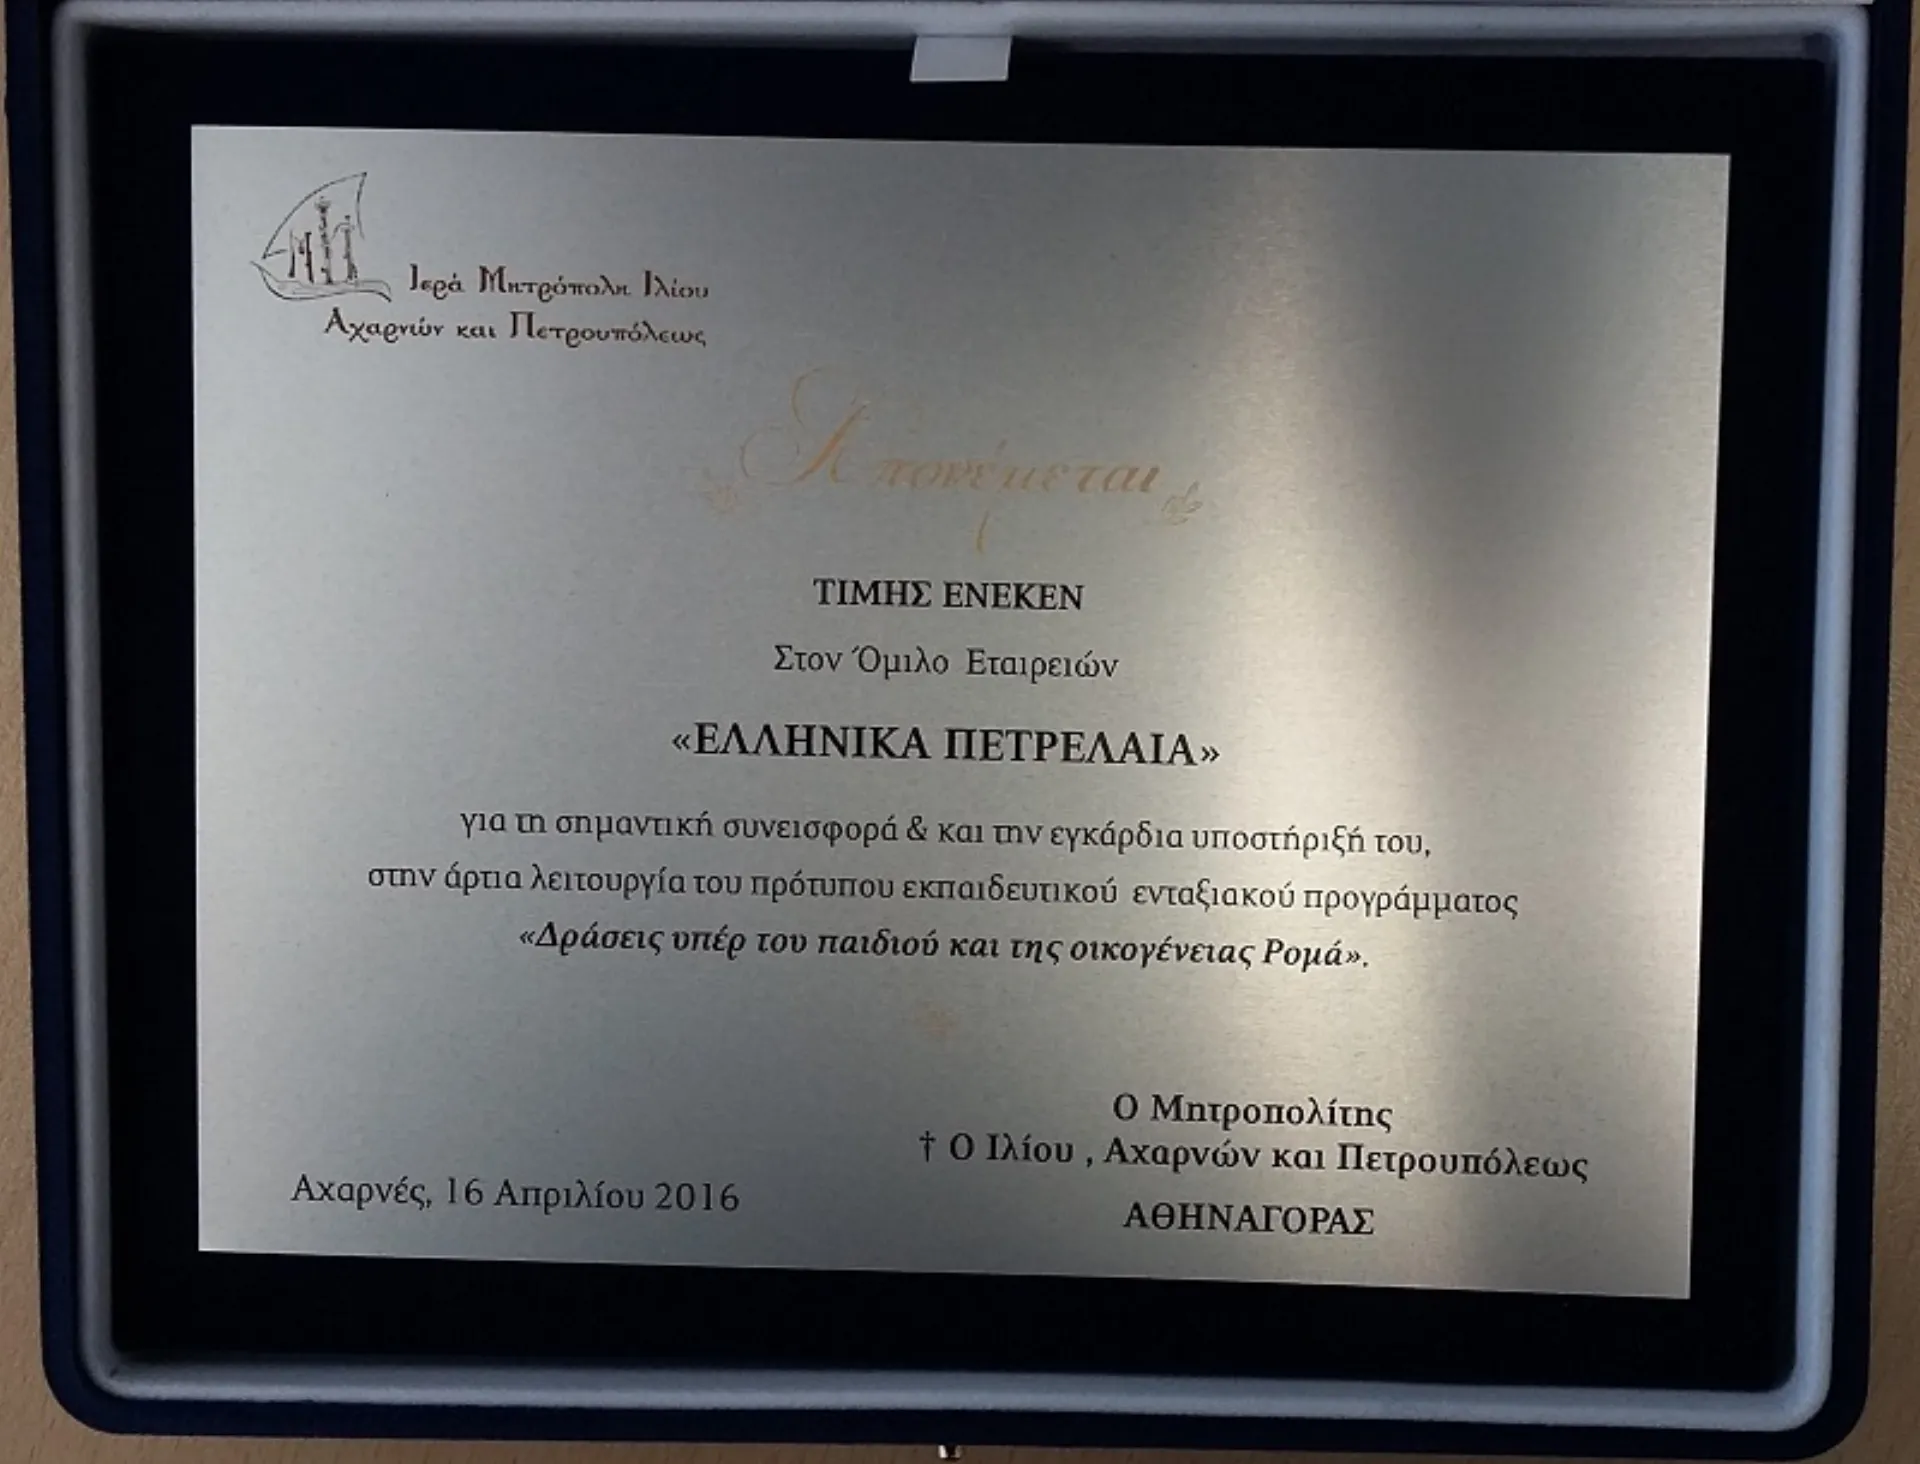 Ιερά Μητρόπολη Ιλίου
Αχαρνών και Πετρουπόλεως
Απονέμεται
ΤΙΜΗΣ ΕΝΕΚΕΝ
Στον Όμιλο Εταιρειών
«ΕΛΛΗΝΙΚΑ ΠΕΤΡΕΛΑΙΑ»
για τη σημαντική συνεισφορά & και την εγκάρδια υποστήριξή του,
στην άρτια λειτουργία του πρότυπου εκπαιδευτικού ενταξιακού προγράμματος
«Δράσεις υπέρ του παιδιού και της οικογένειας Ρομά».
Ο Μητροπολίτης
† Ο Ιλίου , Αχαρνών και Πετρουπόλεως
Αχαρνές, 16 Απριλίου 2016
ΑΘΗΝΑΓΟΡΑΣ